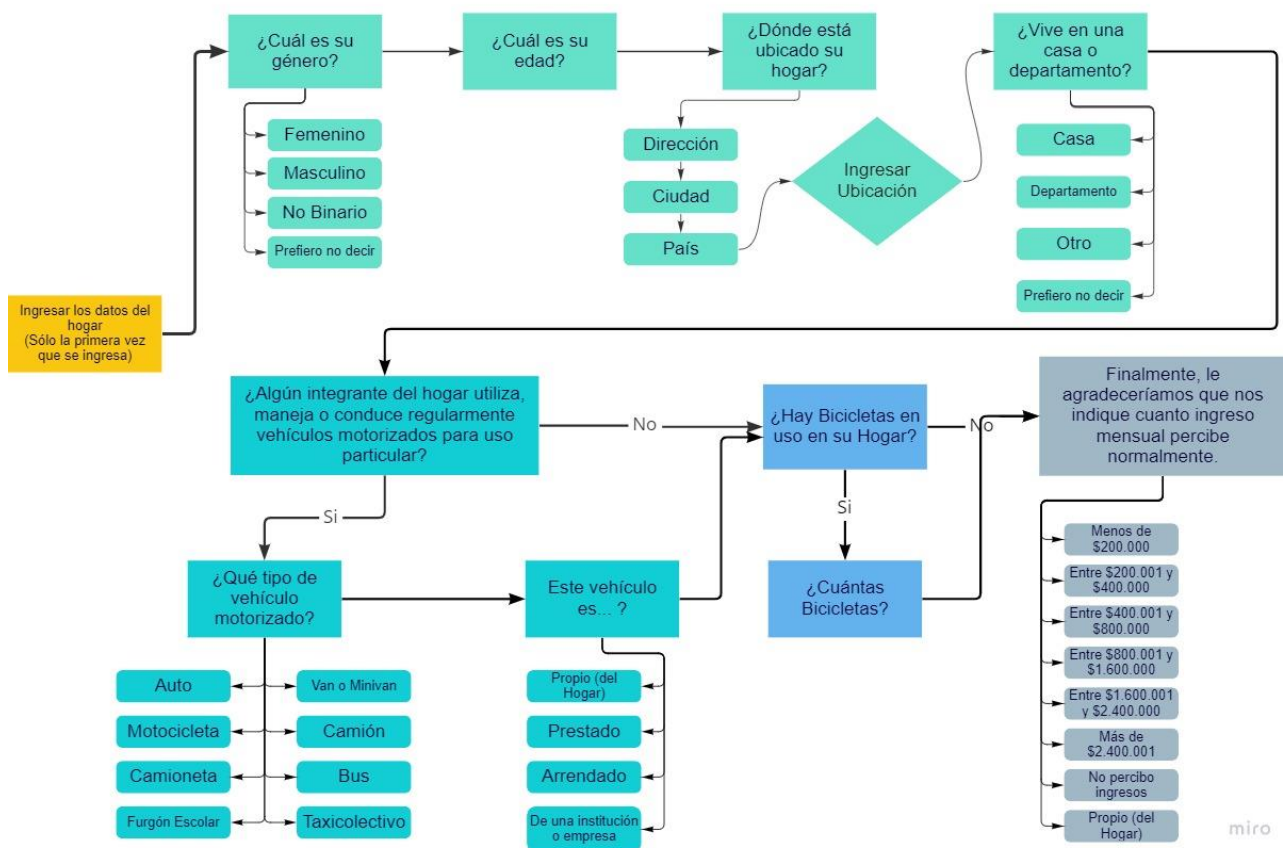 ¿Cuál es su
género?
¿Cuál es su
edad?
¿Dónde está
ubicado su
hogar?
¿Vive en una
casa o
departamento?
Femenino
Masculino
No Binario
Prefiero no decir
Dirección
Ciudad
País
Ingresar
Ubicación
Casa
Departamento
Otro
Prefiero no decir
Ingresar los datos del
hogar
(Sólo la primera vez
que se ingresa)
¿Algún integrante del hogar utiliza,
maneja o conduce regularmente
vehículos motorizados para uso
particular?
No
Si
¿Hay Bicicletas en
uso en su Hogar?
No
Si
Finalmente, le
agradeceríamos que nos
indique cuanto ingreso
mensual percibe
normalmente.
¿Qué tipo de
vehículo
motorizado?
Este vehículo
es... ?
¿Cuántas
Bicicletas?
Auto
Van o Minivan
Motocicleta
Camión
Camioneta
Bus
Furgón Escolar
Taxicolectivo
Propio (del
Hogar)
Prestado
Arrendado
De una institución
o empresa
Menos de
$200.000
Entre $200.001 y
$400.000
Entre $400.001 y
$800.000
Entre $800.001 y
$1.600.000
Entre $1.600.001
y $2.400.000
Más de
$2.400.001
No percibo
ingresos
Propio (del
Hogar)
miro